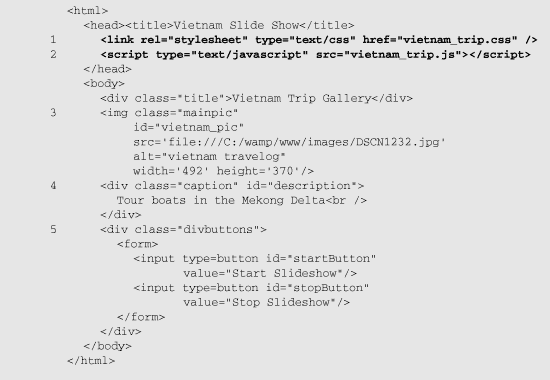 <html>
<head><title>Vietnam Slide Show</title>
1 <link rel="stylesheet" type="text/css" href="vietnam_trip.css" />
2 <script type="text/javascript" src="vietnam_trip.js"></script>
</head>
<body>
<div class="title">Vietnam Trip Gallery</div>
3 <img class="mainpic"
id="vietnam_pic"
src='file:///C:/wamp/www/images/DSCN1232.jpg'
alt="vietnam travelog"
width='492' height='370'/>
4 <div class="caption" id="description">
Tour boats in the Mekong Delta<br />
</div>
5 <div class="divbuttons">
<form>
<input type=button id="startButton"
value="Start Slideshow"/>
<input type=button id="stopButton"
value="Stop Slideshow"/>
</form>
</div>
</body>
</html>